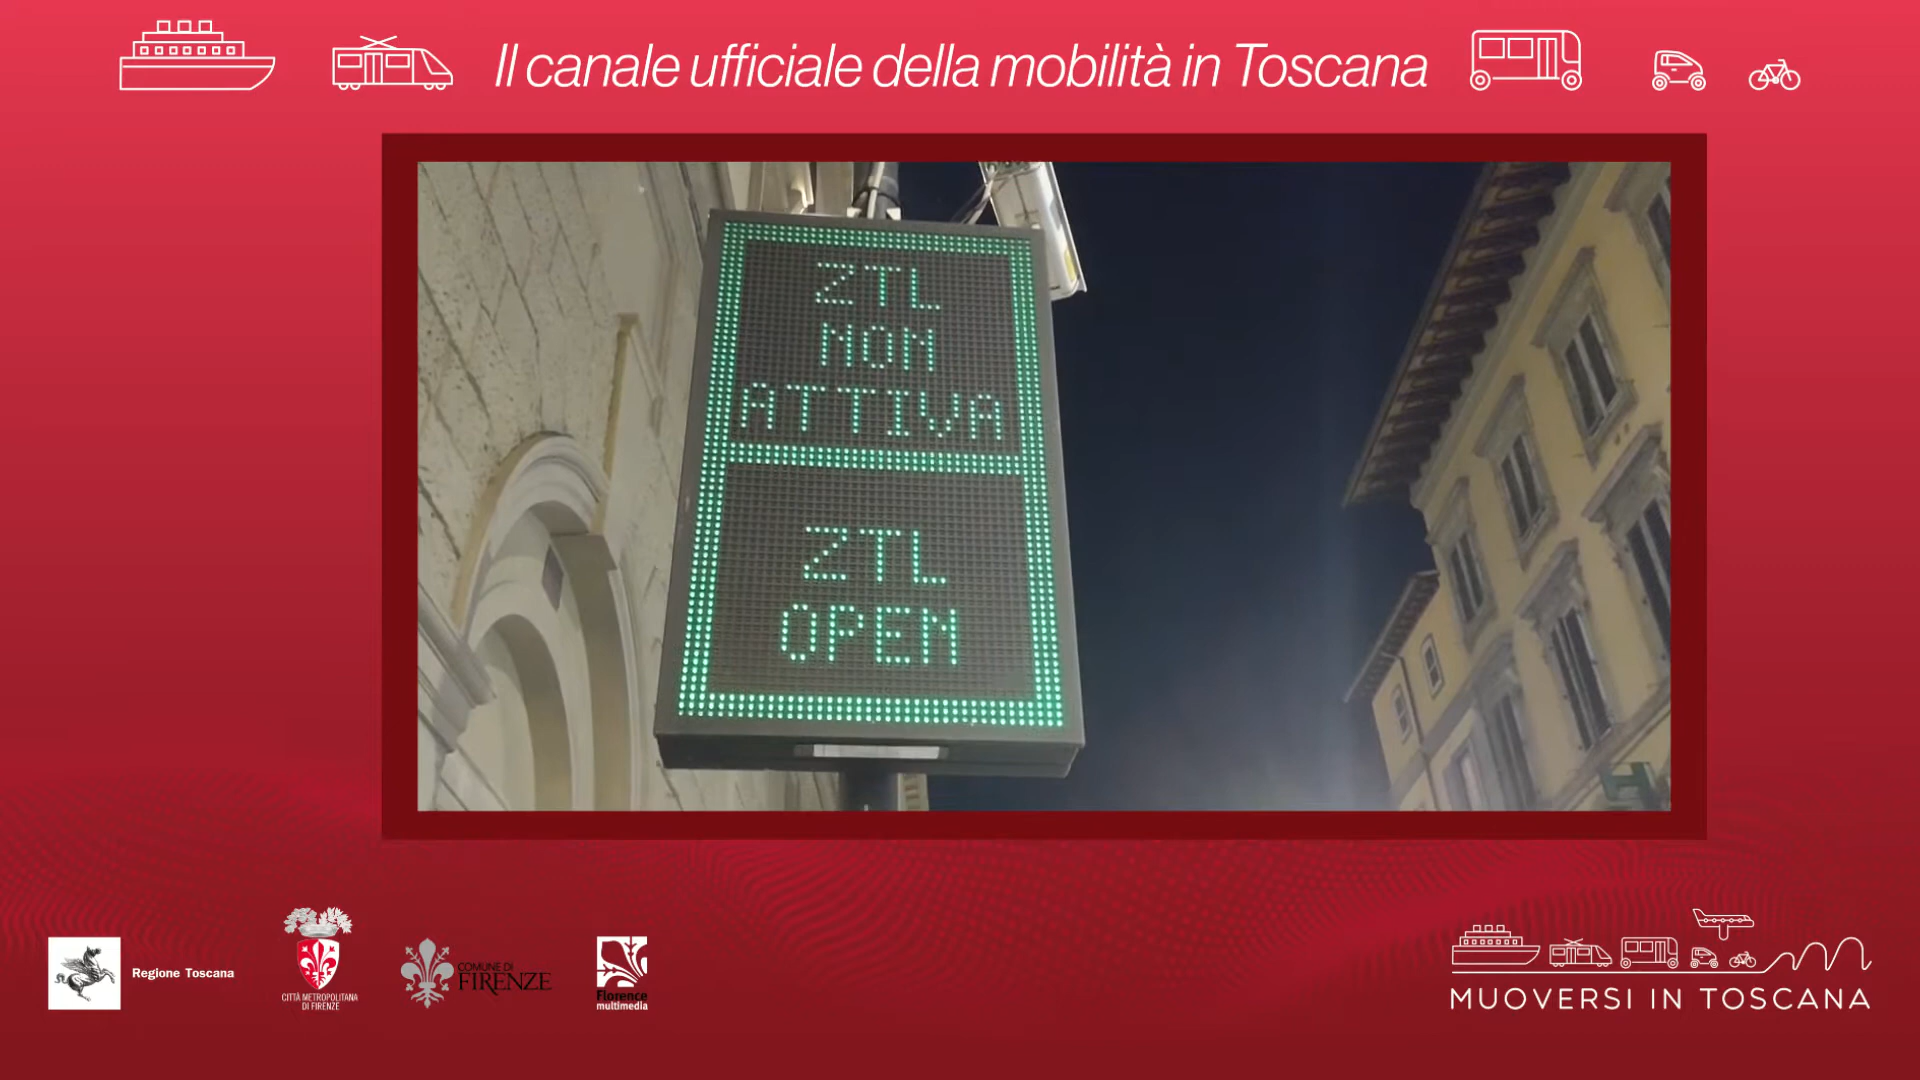 Il canale ufficiale della mobilità in Toscana
ZTL
NON
ATTIVA
ZTL
OPEN
Regione Toscana
CITTÀ METROPOLITANA
DI FIRENZE
COMUNE DI
FIRENZE
Florence
multimedia
MUOVERSI IN TOSCANA